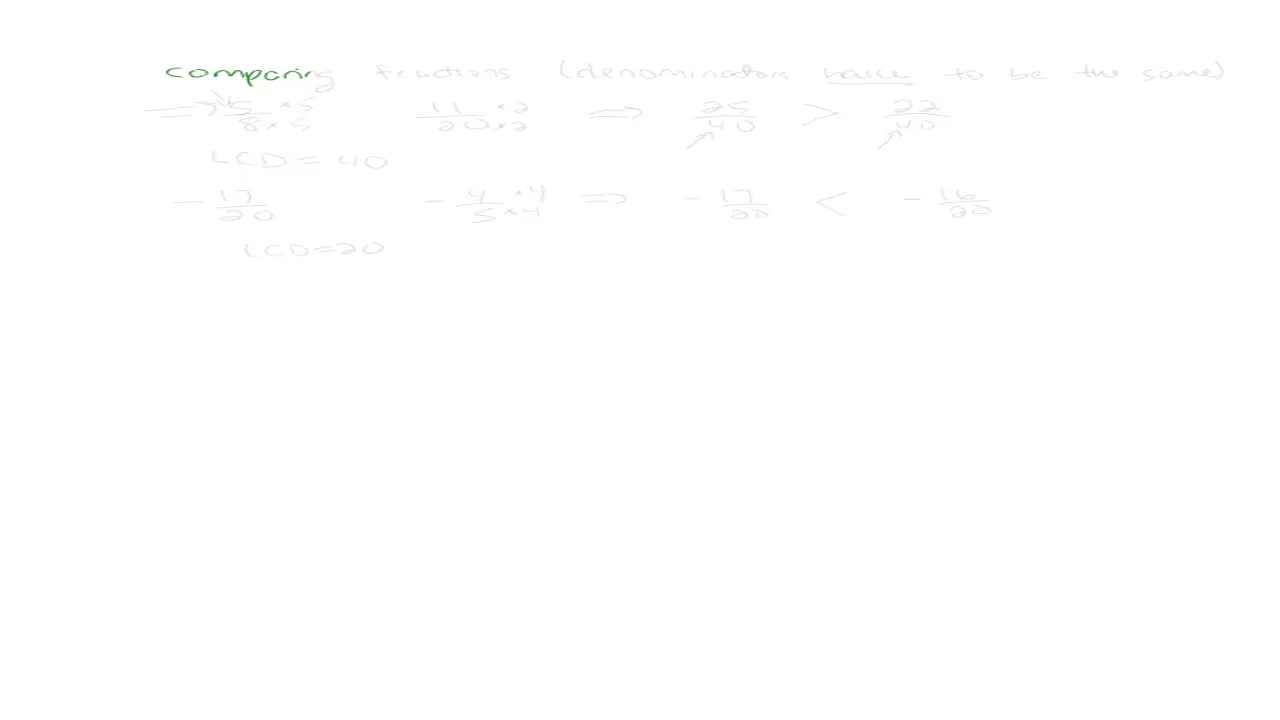 comparing fractions (denominators have to be the same)
⇒ 5/8 ×5 ×5 11/20 ×2 ×2 ⇒ 25/40 > 22/40
LCD = 40
- 17/20 - 4/5 ×4 ×4 ⇒ - 17/20 < - 16/20
LCD = 20